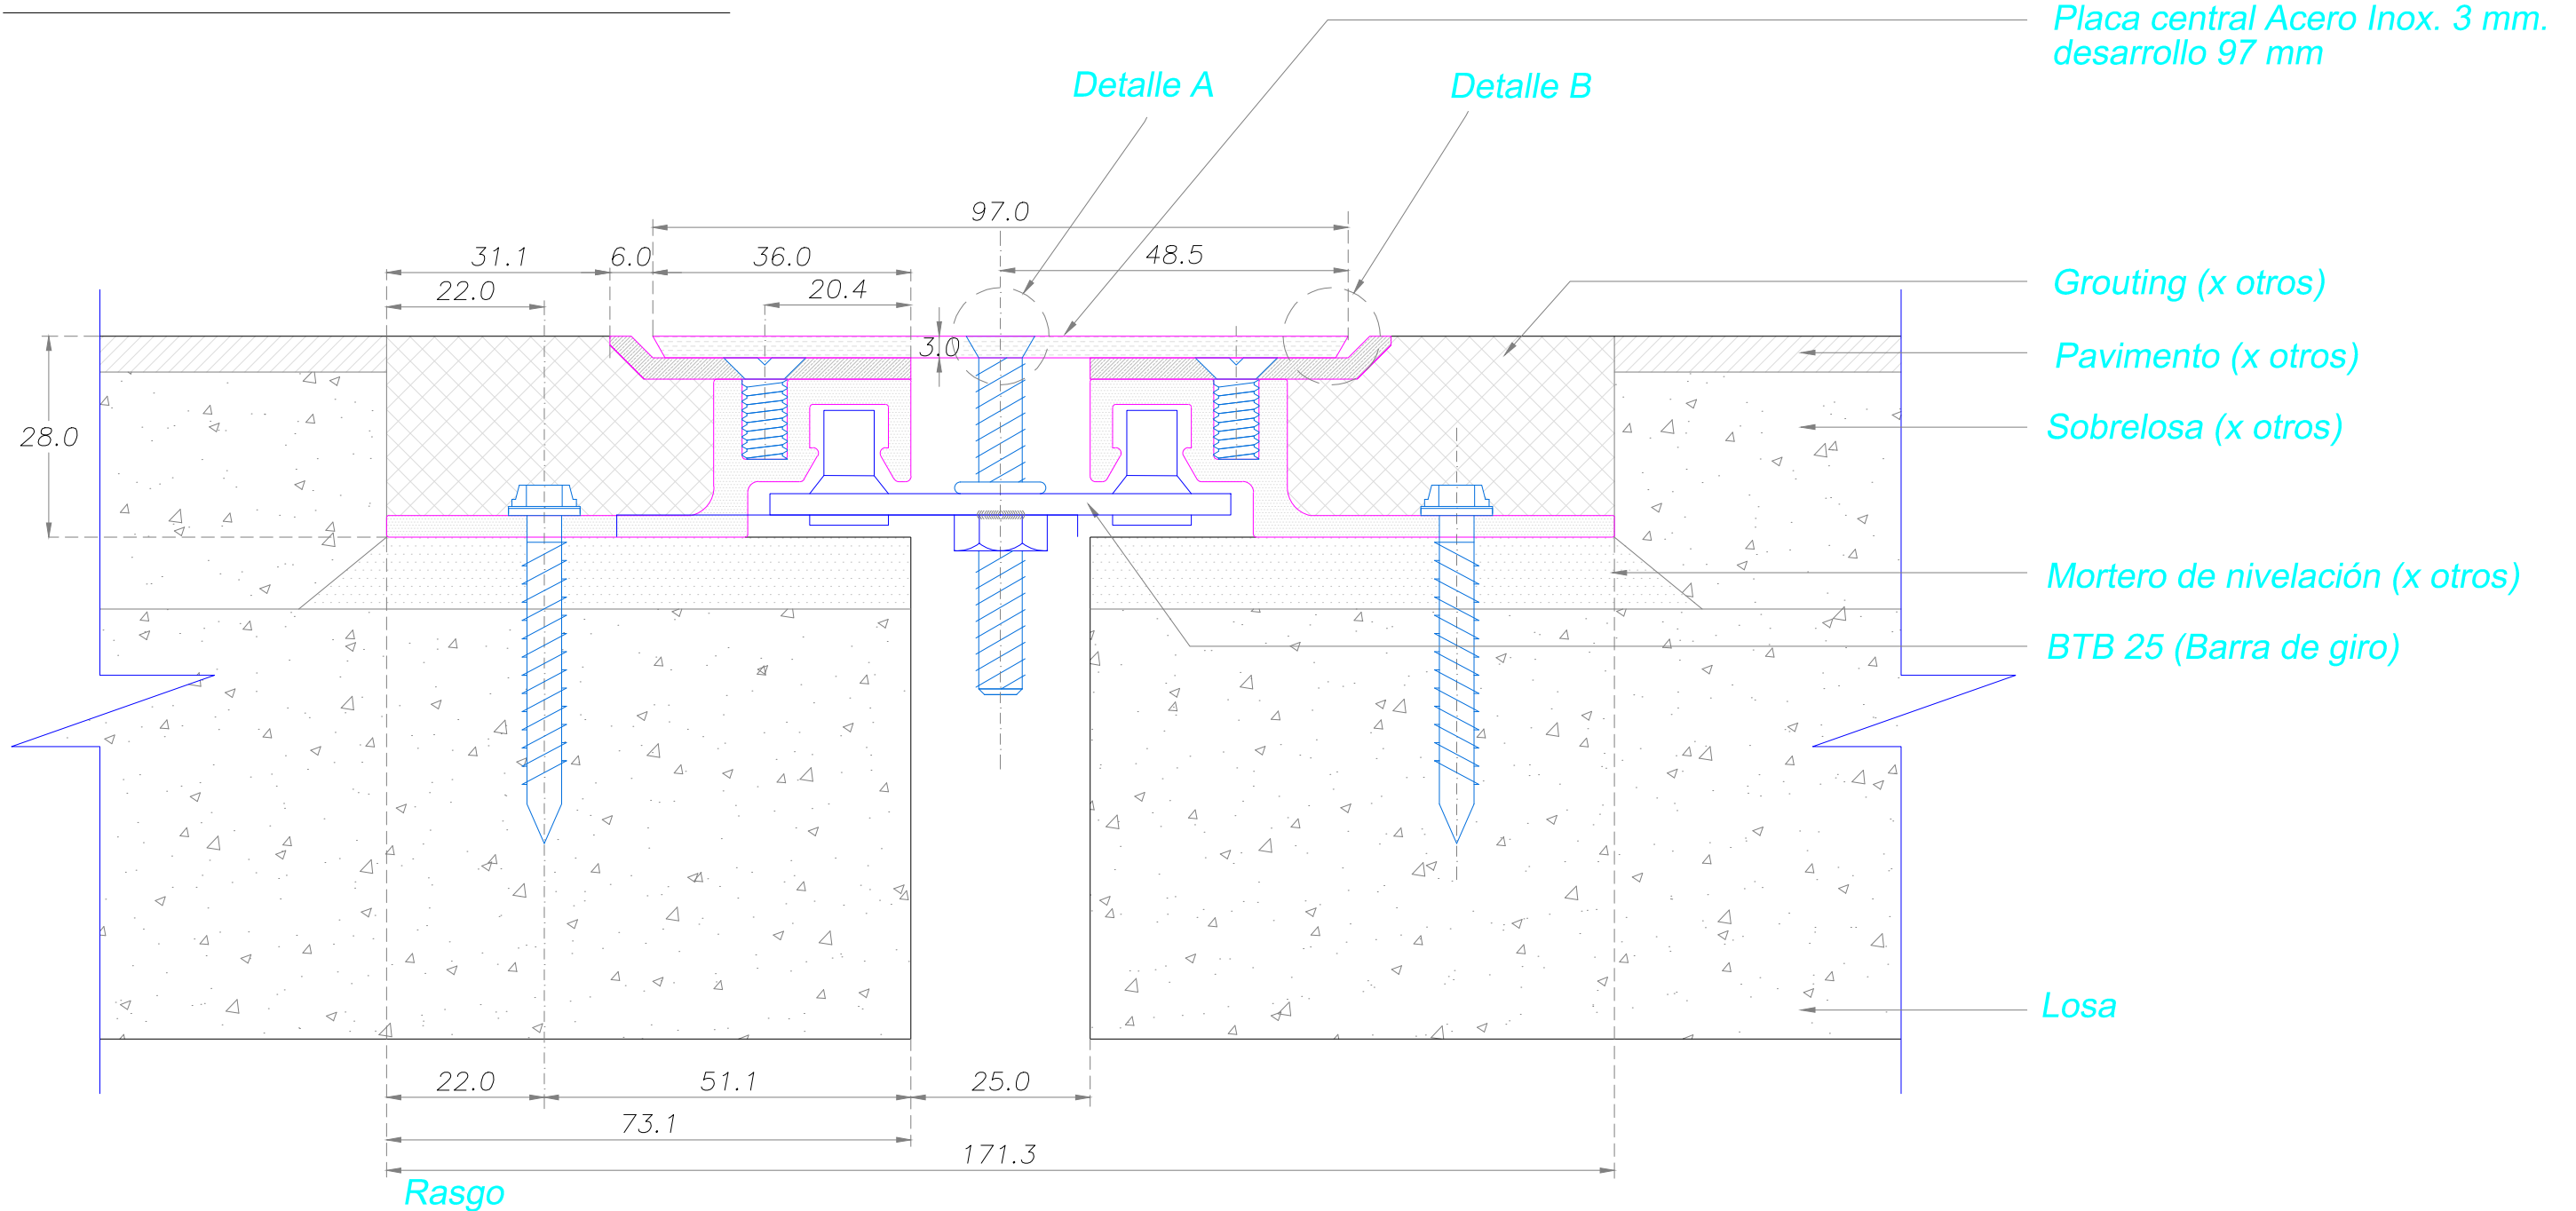 Placa central Acero Inox. 3 mm.
desarrollo 97 mm
Detalle A
Detalle B
97.0
31.1
6.0
36.0
48.5
22.0
20.4
Grouting (x otros)
3.0
Pavimento (x otros)
28.0
Sobrelosa (x otros)
Mortero de nivelación (x otros)
BTB 25 (Barra de giro)
Losa
22.0
51.1
25.0
73.1
171.3
Rasgo